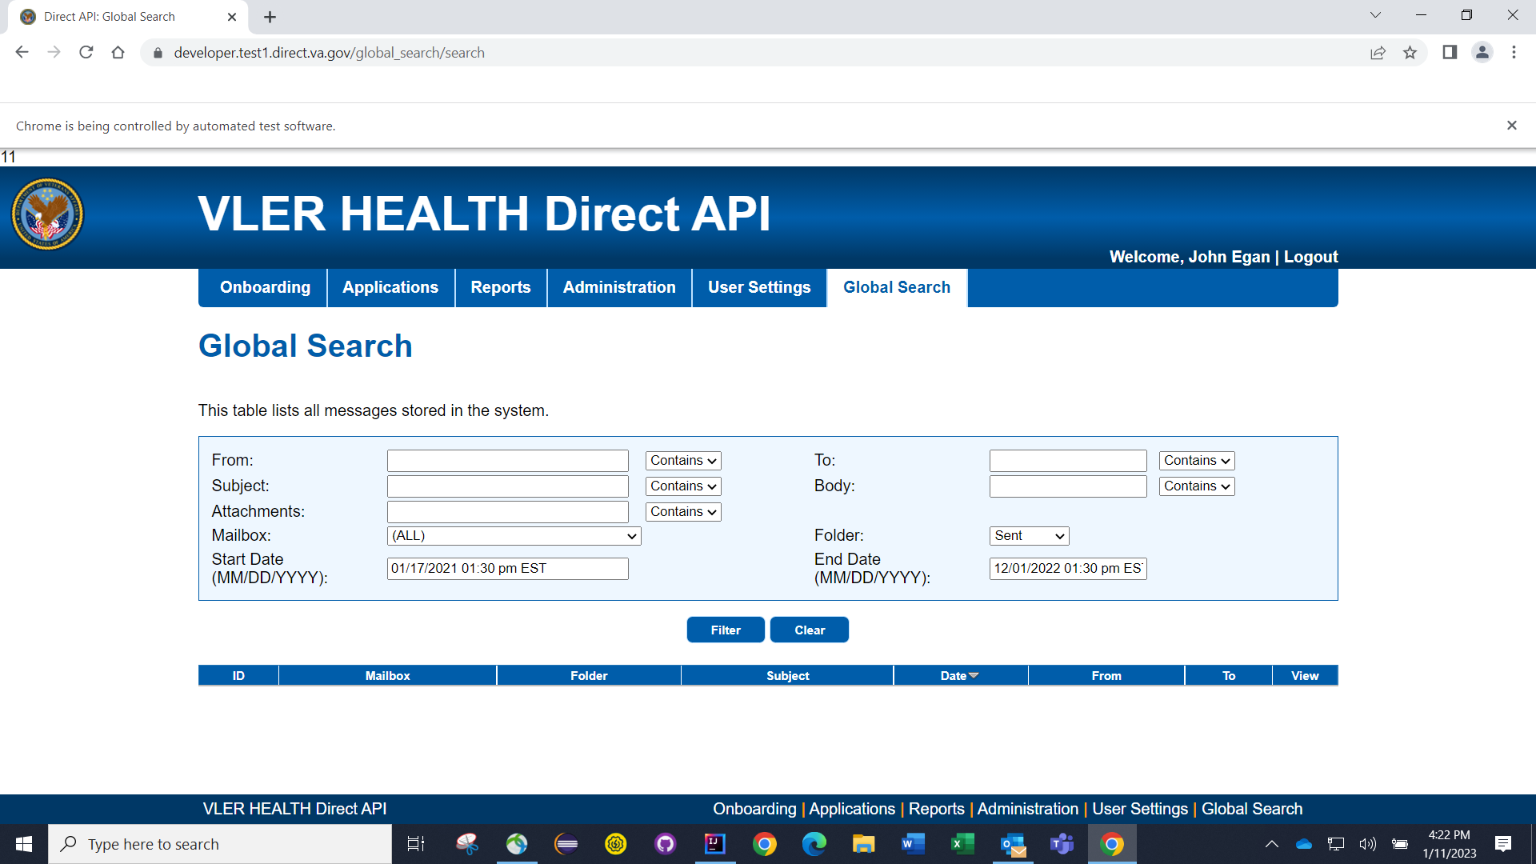 Direct API: Global Search
developer.test1.direct.va.gov/global_search/search
Chrome is being controlled by automated test software.
11
VLER HEALTH Direct API
Welcome, John Egan | Logout
Onboarding Applications Reports Administration User Settings Global Search
Global Search
This table lists all messages stored in the system.
From: Contains To: Contains
Subject: Contains Body: Contains
Attachments: Contains
Mailbox: (ALL) Folder: Sent
Start Date (MM/DD/YYYY): 01/17/2021 01:30 pm EST End Date (MM/DD/YYYY): 12/01/2022 01:30 pm ES
Filter Clear
ID Mailbox Folder Subject Date From To View
VLER HEALTH Direct API Onboarding | Applications | Reports | Administration | User Settings | Global Search
Type here to search
4:22 PM
1/11/2023